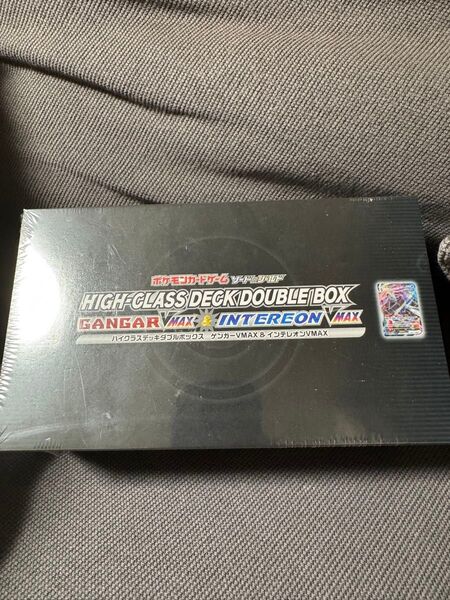 ポケモンカードゲーム ソード&シールド
HIGH-CLASS DECK DOUBLE BOX
GANGAR VMAX & INTEREON VMAX
ハイクラスデッキダブルボックス ゲンガーVMAX & インテレオンVMAX